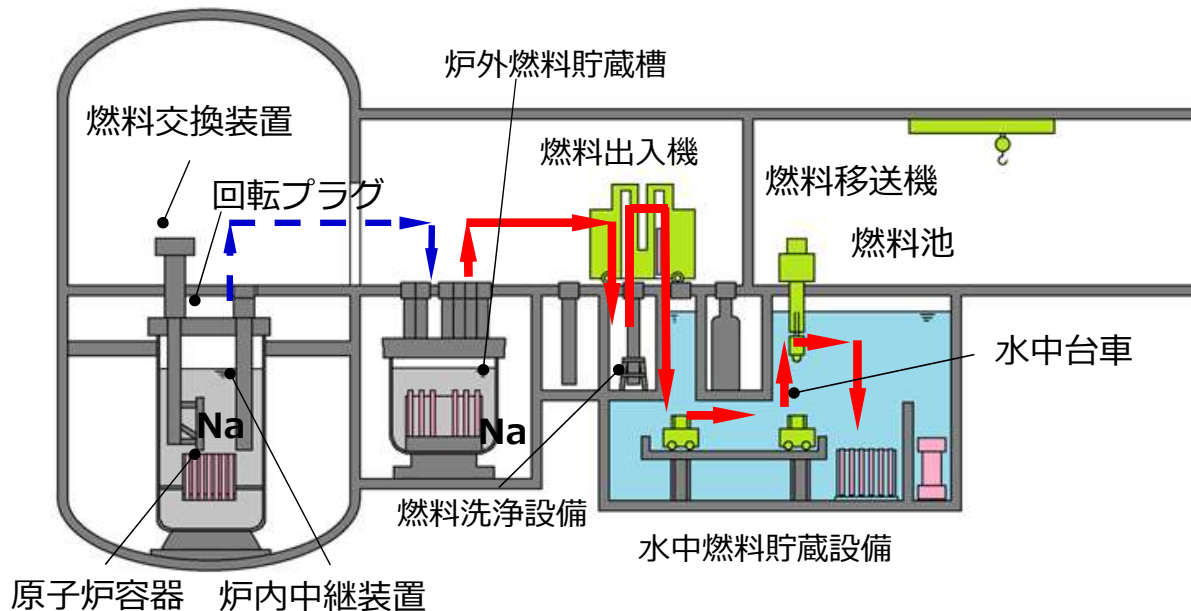 炉外燃料貯蔵槽
燃料交換装置
燃料出入機
回転プラグ
燃料移送機
燃料池
水中台車
Na
Na
燃料洗浄設備
水中燃料貯蔵設備
原子炉容器
炉内中継装置